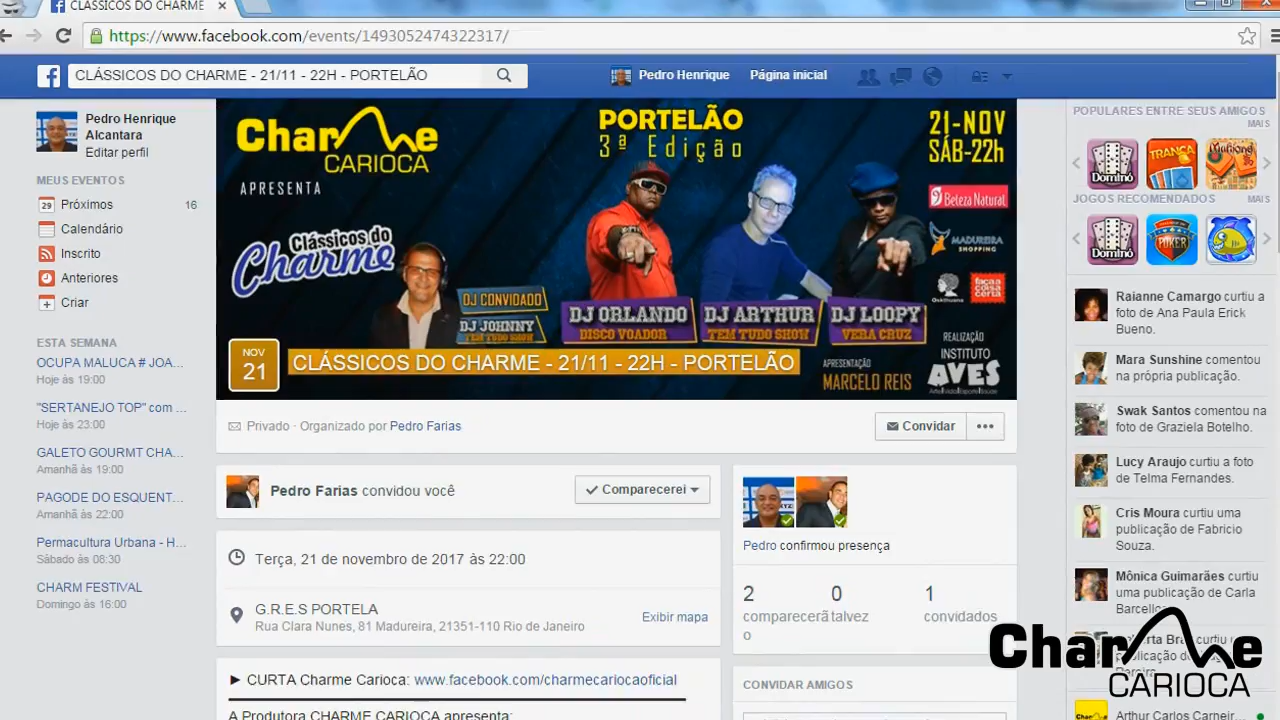 CLÁSSICOS DO CHARME
https://www.facebook.com/events/1493052474322317/
CLÁSSICOS DO CHARME - 21/11 - 22H - PORTELÃO
Pedro Henrique
Página inicial
Pedro Henrique
Alcantara
Editar perfil
MEUS EVENTOS
29 Próximos 16
Calendário
Inscrito
Anteriores
Criar
ESTA SEMANA
OCUPA MALUCA # JOA...
Hoje às 19:00
"SERTANEJO TOP" com ...
Hoje às 23:00
GALETO GOURMT CHA...
Amanhã às 19:00
PAGODE DO ESQUENT...
Amanhã às 22:00
Permacultura Urbana - H...
Sábado às 08:30
CHARM FESTIVAL
Domingo às 16:00
Charme
CARIOCA
APRESENTA
Clássicos do
Charme
PORTELÃO
3ª Edição
21-NOV
SÁB-22h
Beleza Natural
MADUREIRA
SHOPPING
faça a
coisa
certa
DJ CONVIDADO
DJ JOHNNY
TEM TUDO SHOW
DJ ORLANDO
DISCO VOADOR
DJ ARTHUR
TEM TUDO SHOW
DJ LOOPY
VERA CRUZ
REALIZAÇÃO
INSTITUTO
AVES
APRESENTAÇÃO
MARCELO REIS
NOV
21
CLÁSSICOS DO CHARME - 21/11 - 22H - PORTELÃO
Privado · Organizado por Pedro Farias
Convidar
Pedro Farias convidou você
Comparecerei
Terça, 21 de novembro de 2017 às 22:00
G.R.E.S PORTELA
Rua Clara Nunes, 81 Madureira, 21351-110 Rio de Janeiro
Exibir mapa
► CURTA Charme Carioca: www.facebook.com/charmecariocaoficial
A Produtora CHARME CARIOCA apresenta:
Pedro confirmou presença
2 0 1
comparecerã talvez convidados
o
CONVIDAR AMIGOS
POPULARES ENTRE SEUS AMIGOS
MAIS
Dominó
TRANCA
Mahjong
JOGOS RECOMENDADOS MAIS
Dominó
POKER
Raianne Camargo curtiu a
foto de Ana Paula Erick
Bueno.
Mara Sunshine comentou
na própria publicação.
Swak Santos comentou na
foto de Graziela Botelho.
Lucy Araujo curtiu a foto
de Telma Fernandes.
Cris Moura curtiu uma
publicação de Fabricio
Souza.
Mônica Guimarães curtiu
uma publicação de Carla
Charme
CARIOCA
Arthur Carlos Carneir...